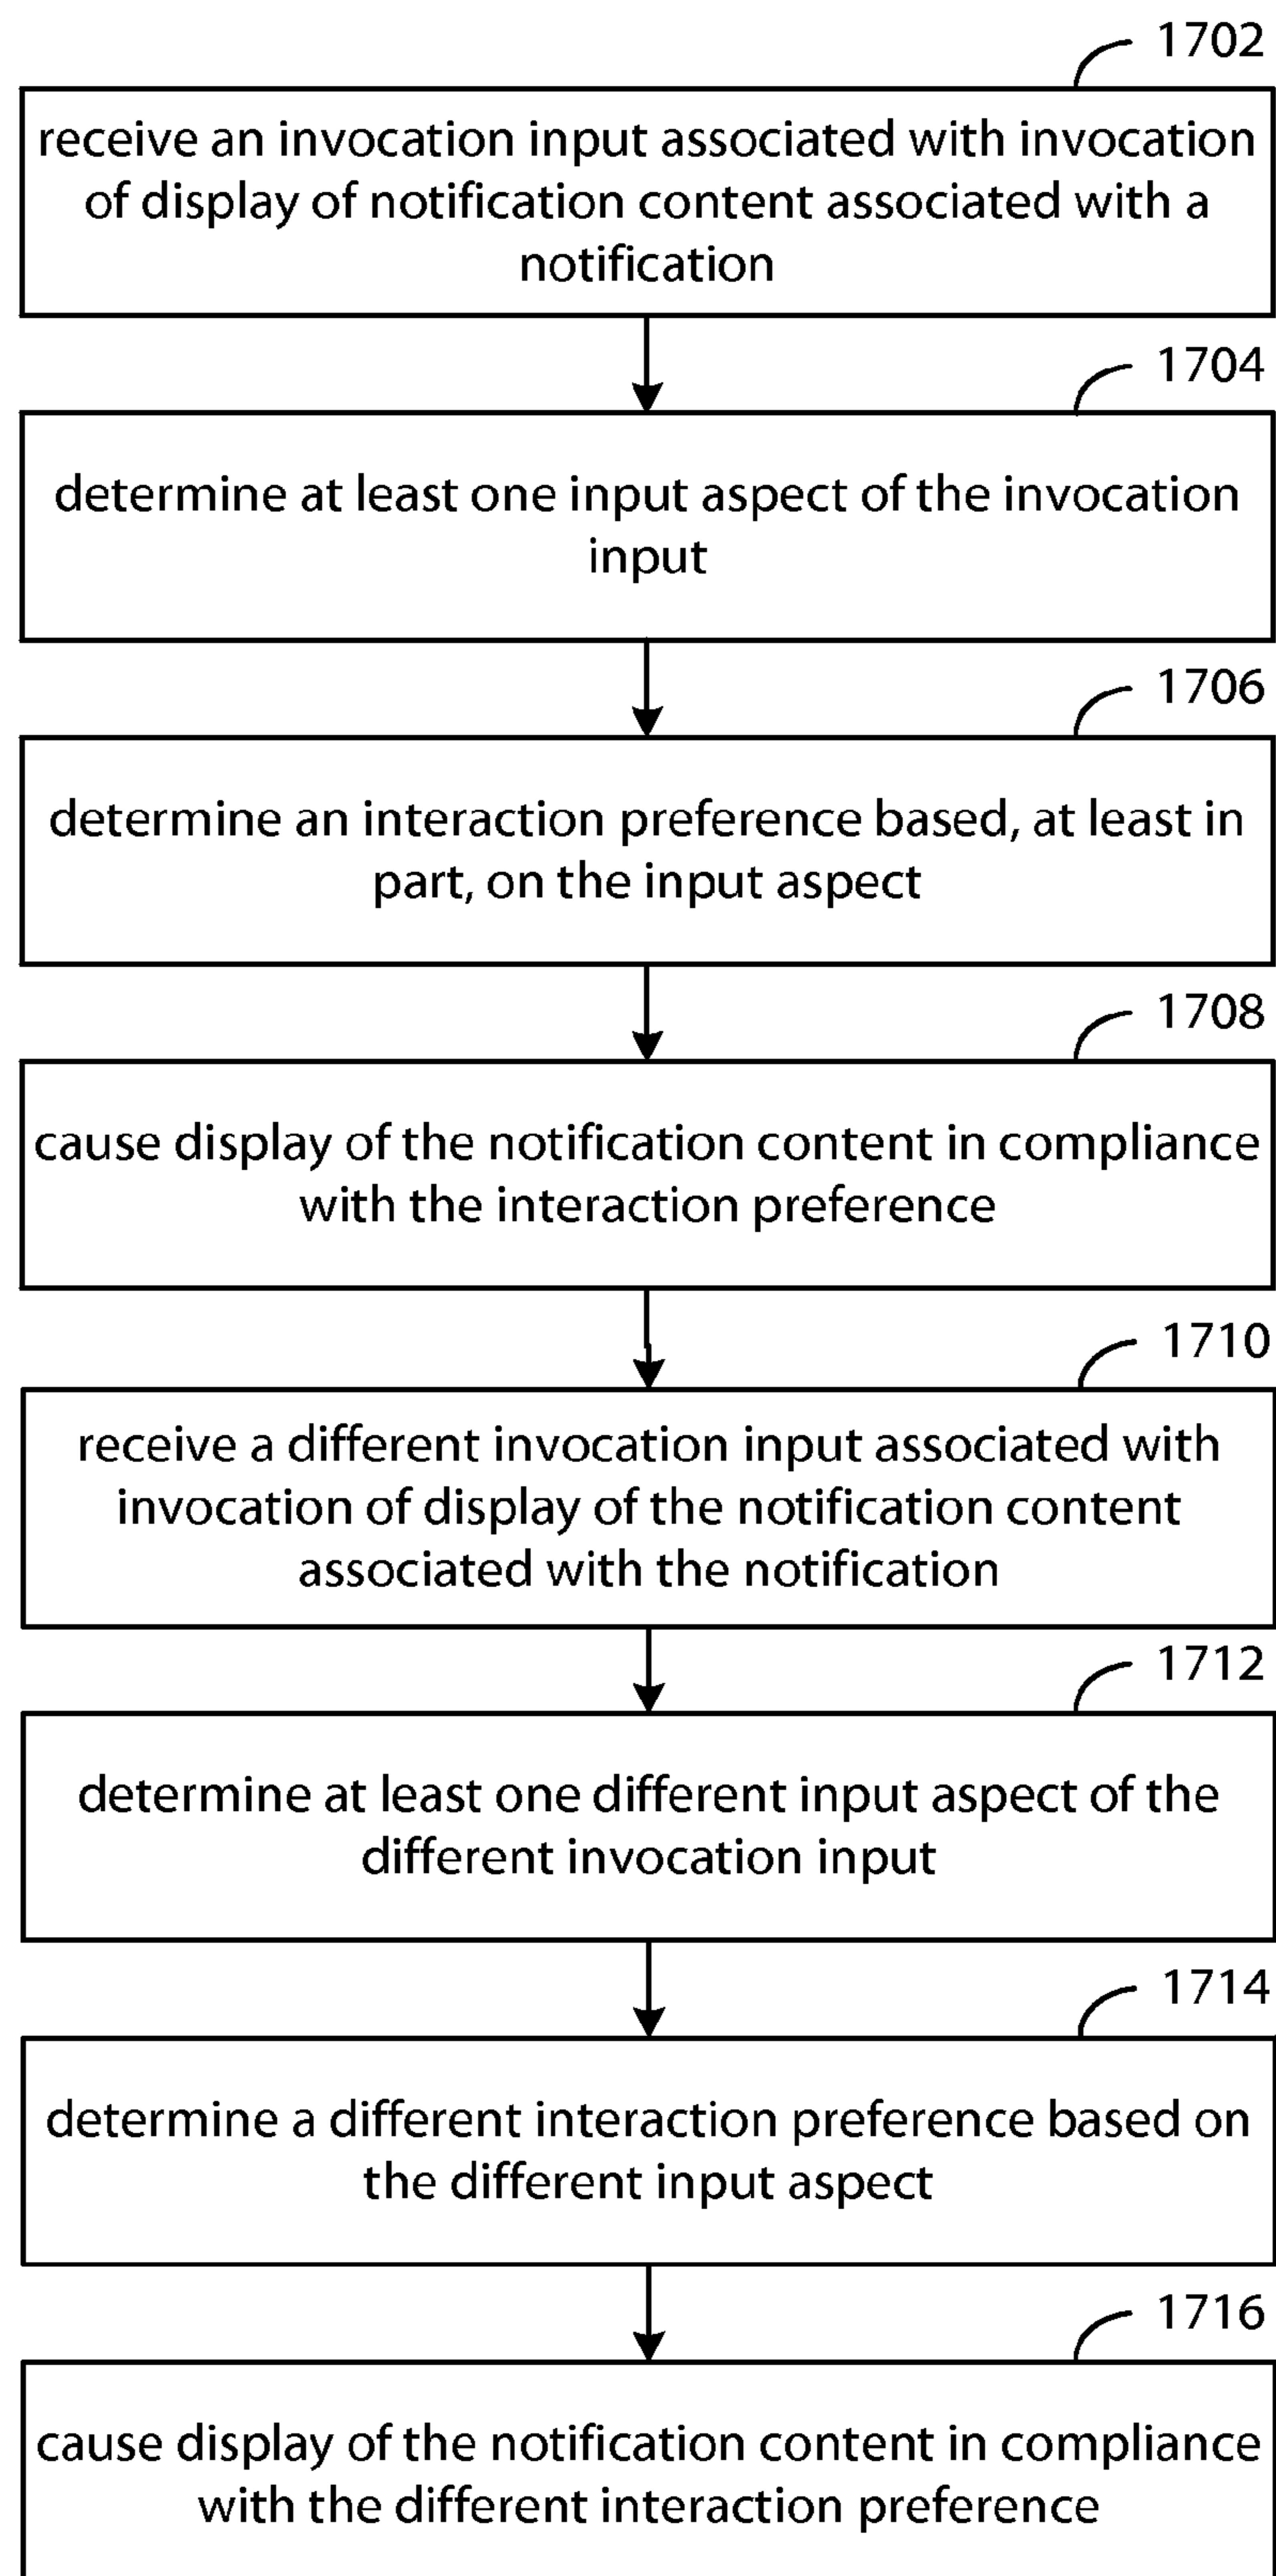 1702
receive an invocation input associated with invocation
of display of notification content associated with a
notification
1704
determine at least one input aspect of the invocation
input
1706
determine an interaction preference based, at least in
part, on the input aspect
1708
cause display of the notification content in compliance
with the interaction preference
1710
receive a different invocation input associated with
invocation of display of the notification content
associated with the notification
1712
determine at least one different input aspect of the
different invocation input
1714
determine a different interaction preference based on
the different input aspect
1716
cause display of the notification content in compliance
with the different interaction preference